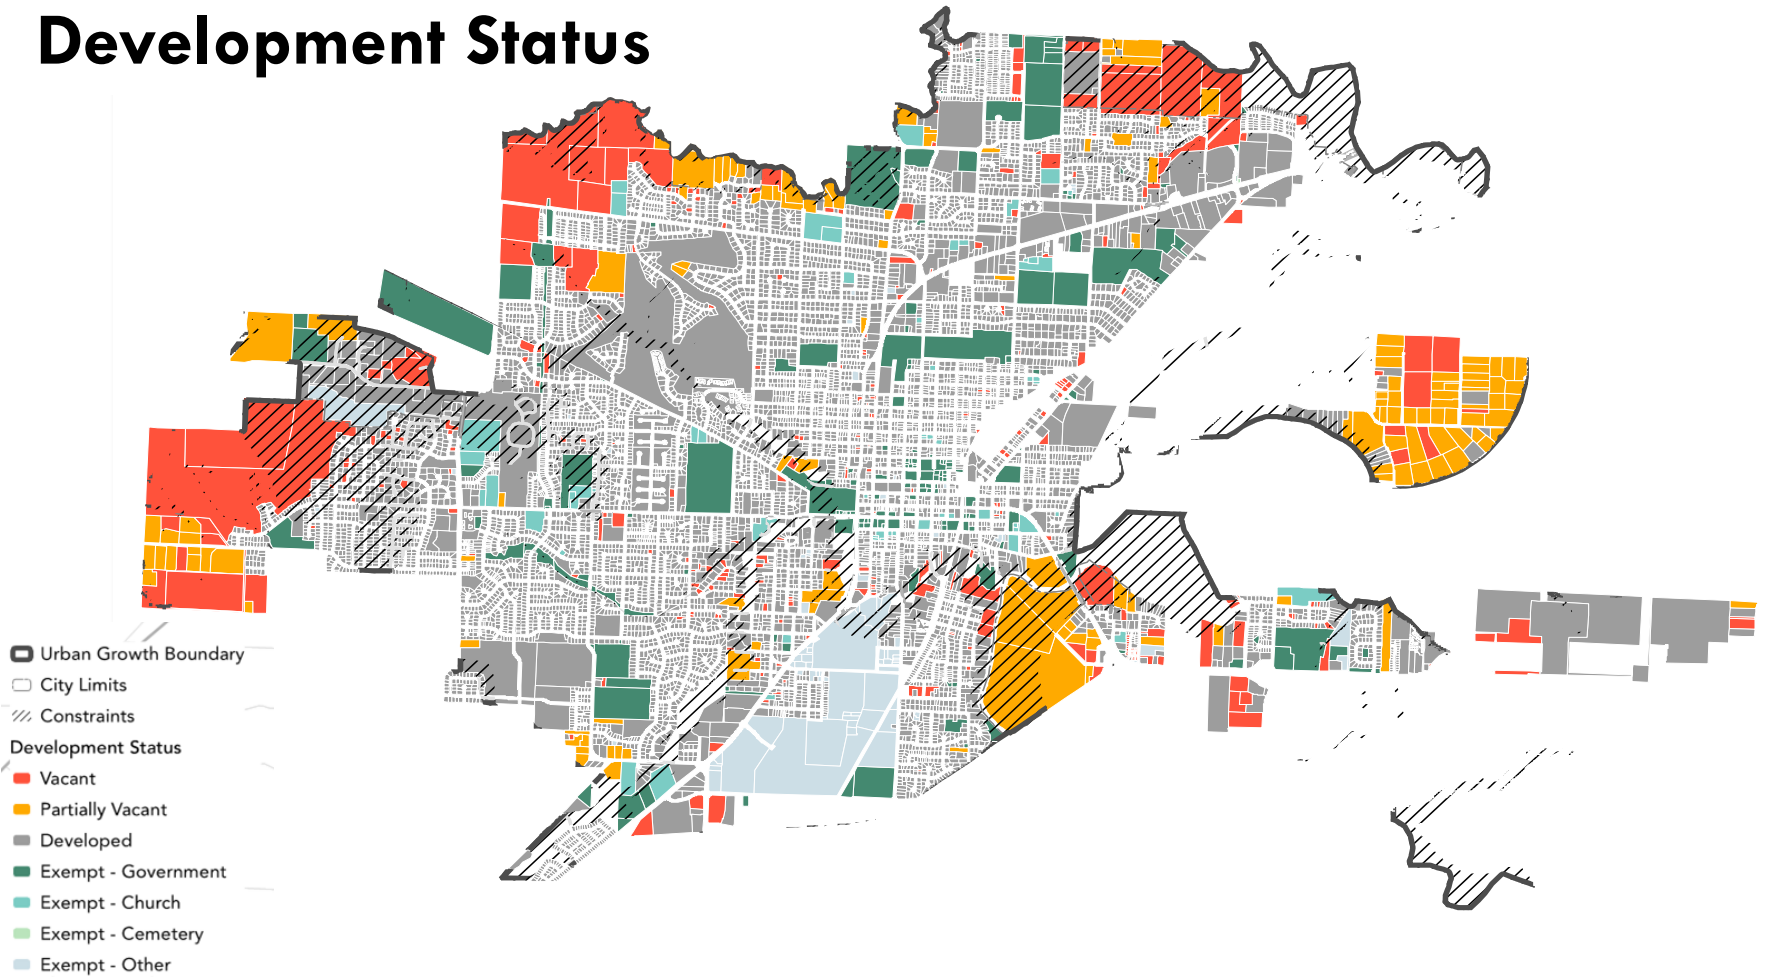 Development Status
Urban Growth Boundary
City Limits
Constraints
Development Status
Vacant
Partially Vacant
Developed
Exempt - Government
Exempt - Church
Exempt - Cemetery
Exempt - Other